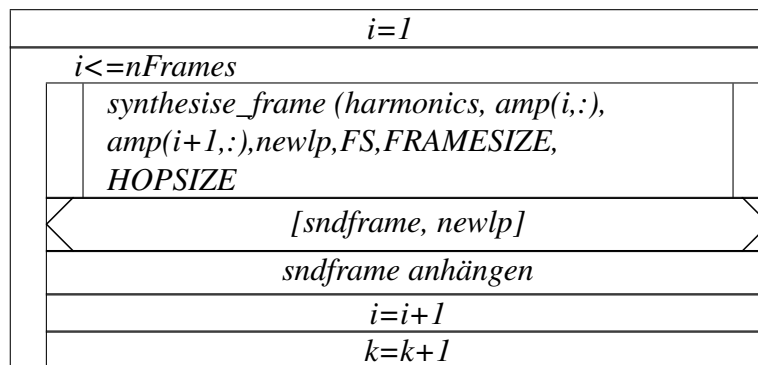 i=1
i<=nFrames
synthesise_frame (harmonics, amp(i,:),
amp(i+1,:),newlp,FS,FRAMESIZE,
HOPSIZE
[sndframe, newlp]
sndframe anhängen
i=i+1
k=k+1